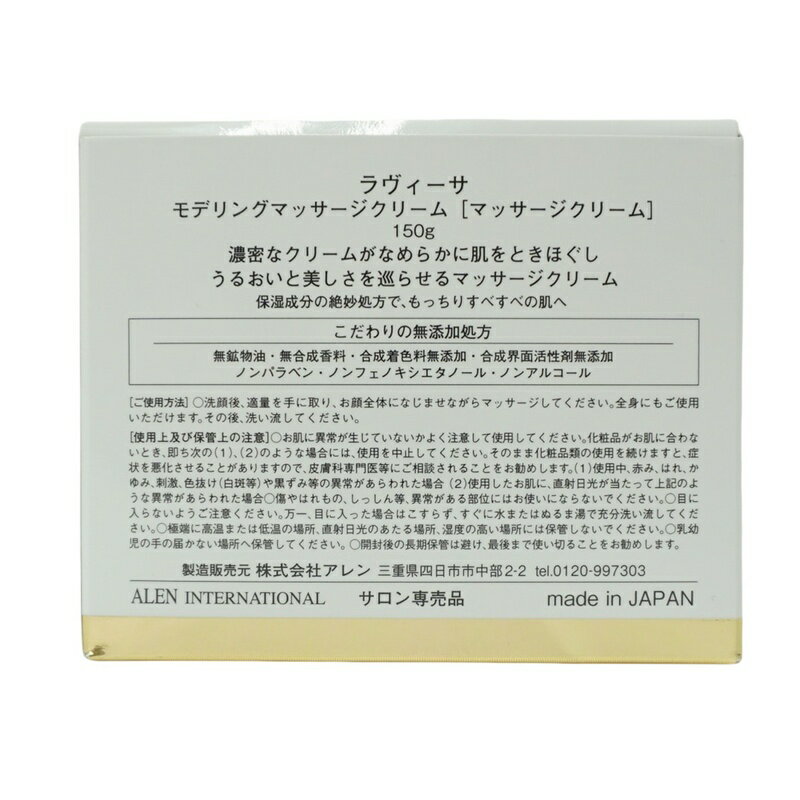 ラヴィーサ
モデリングマッサージクリーム［マッサージクリーム］
150g
濃密なクリームがなめらかに肌をときほぐし
うるおいと美しさを巡らせるマッサージクリーム
保湿成分の絶妙処方で、もっちりすべすべの肌へ
こだわりの無添加処方
無鉱物油・無合成香料・合成着色料無添加・合成界面活性剤無添加
ノンパラベン・ノンフェノキシエタノール・ノンアルコール
［ご使用方法］○洗顔後、適量を手に取り、お顔全体になじませながらマッサージしてください。全身にもご使用
いただけます。その後、洗い流してください。
［使用上及び保管上の注意］○お肌に異常が生じていないかよく注意して使用してください。化粧品がお肌に合わな
いとき、即ち次の（1）、（2）のような場合には、使用を中止してください。そのまま化粧品類の使用を続けますと、症
状を悪化させることがありますので、皮膚科専門医等にご相談されることをお勧めします。（1）使用中、赤み、はれ、か
ゆみ、刺激、色抜け（白斑等）や黒ずみ等の異常があらわれた場合（2）使用したお肌に、直射日光が当たって上記のよ
うな異常があらわれた場合○傷やはれもの、しっしん等、異常がある部位にはお使いにならないでください。○目に
入らないようご注意ください。万一、目に入った場合はこすらず、すぐに水またはぬるま湯で充分洗い流してくださ
い。○極端に高温または低温の場所、直射日光のあたる場所、湿度の高い場所には保管しないでください。○乳幼
児の手の届かない場所へ保管してください。○開封後の長期保管は避け、最後まで使い切ることをお勧めします。
製造販売元 株式会社アレン 三重県四日市市中部2-2 tel.0120-997303
ALEN INTERNATIONAL サロン専売品 made in JAPAN